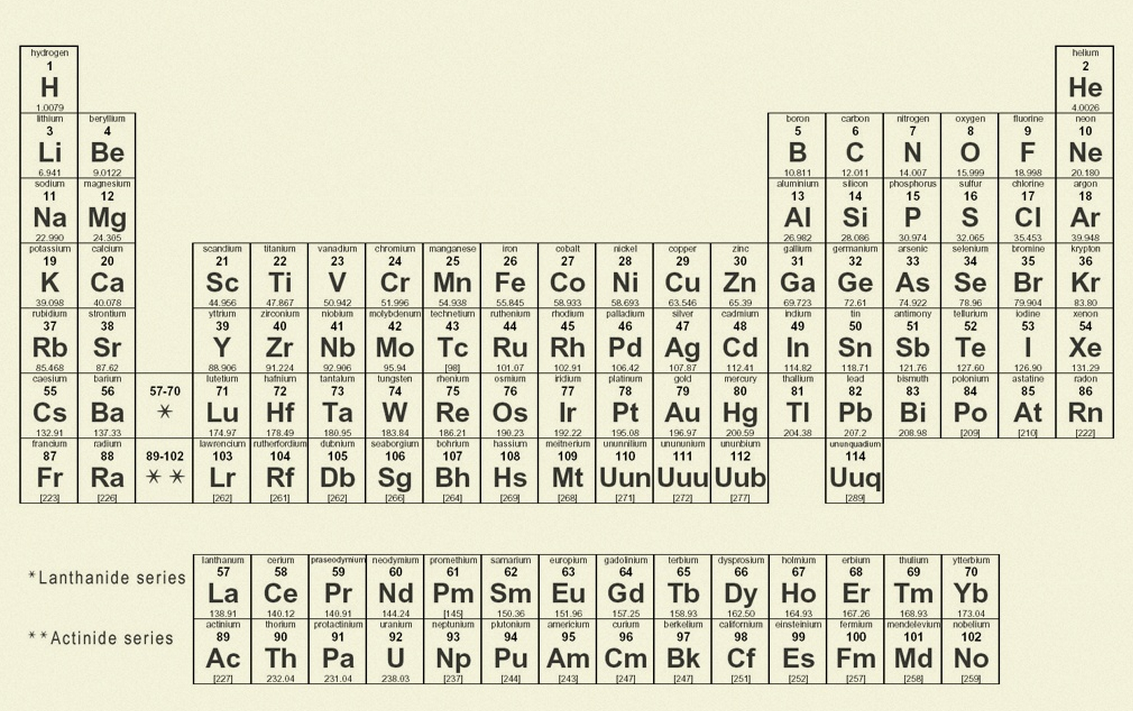 hydrogen helium
1 2
H He
1.0079 4.0026
lithium beryllium boron carbon nitrogen oxygen fluorine neon
3 4 5 6 7 8 9 10
Li Be B C N O F Ne
6.941 9.0122 10.811 12.011 14.007 15.999 18.998 20.180
sodium magnesium aluminium silicon phosphorus sulfur chlorine argon
11 12 13 14 15 16 17 18
Na Mg Al Si P S Cl Ar
22.990 24.305 26.982 28.086 30.974 32.065 35.453 39.948
potassium calcium scandium titanium vanadium chromium manganese iron cobalt nickel copper zinc gallium germanium arsenic selenium bromine krypton
19 20 21 22 23 24 25 26 27 28 29 30 31 32 33 34 35 36
K Ca Sc Ti V Cr Mn Fe Co Ni Cu Zn Ga Ge As Se Br Kr
39.098 40.078 44.956 47.867 50.942 51.996 54.938 55.845 58.933 58.693 63.546 65.39 69.723 72.61 74.922 78.96 79.904 83.80
rubidium strontium yttrium zirconium niobium molybdenum technetium ruthenium rhodium palladium silver cadmium indium tin antimony tellurium iodine xenon
37 38 39 40 41 42 43 44 45 46 47 48 49 50 51 52 53 54
Rb Sr Y Zr Nb Mo Tc Ru Rh Pd Ag Cd In Sn Sb Te I Xe
85.468 87.62 88.906 91.224 92.906 95.94 [98] 101.07 102.91 106.42 107.87 112.41 114.82 118.71 121.76 127.60 126.90 131.29
caesium barium lutetium hafnium tantalum tungsten rhenium osmium iridium platinum gold mercury thallium lead bismuth polonium astatine radon
55 56 57-70 71 72 73 74 75 76 77 78 79 80 81 82 83 84 85 86
Cs Ba * Lu Hf Ta W Re Os Ir Pt Au Hg Tl Pb Bi Po At Rn
132.91 137.33 174.97 178.49 180.95 183.84 186.21 190.23 192.22 195.08 196.97 200.59 204.38 207.2 208.98 [209] [210] [222]
francium radium lawrencium rutherfordium dubnium seaborgium bohrium hassium meitnerium ununnilium unununium ununbium ununquadium
87 88 89-102 103 104 105 106 107 108 109 110 111 112 114
Fr Ra * * Lr Rf Db Sg Bh Hs Mt Uun Uuu Uub Uuq
[223] [226] [262] [261] [262] [266] [264] [269] [268] [271] [272] [277] [289]
lanthanum cerium praseodymium neodymium promethium samarium europium gadolinium terbium dysprosium holmium erbium thulium ytterbium
*Lanthanide series 57 58 59 60 61 62 63 64 65 66 67 68 69 70
La Ce Pr Nd Pm Sm Eu Gd Tb Dy Ho Er Tm Yb
138.91 140.12 140.91 144.24 [145] 150.36 151.96 157.25 158.93 162.50 164.93 167.26 168.93 173.04
actinium thorium protactinium uranium neptunium plutonium americium curium berkelium californium einsteinium fermium mendelevium nobelium
**Actinide series 89 90 91 92 93 94 95 96 97 98 99 100 101 102
Ac Th Pa U Np Pu Am Cm Bk Cf Es Fm Md No
[227] 232.04 231.04 238.03 [237] [244] [243] [247] [247] [251] [252] [257] [258] [259]